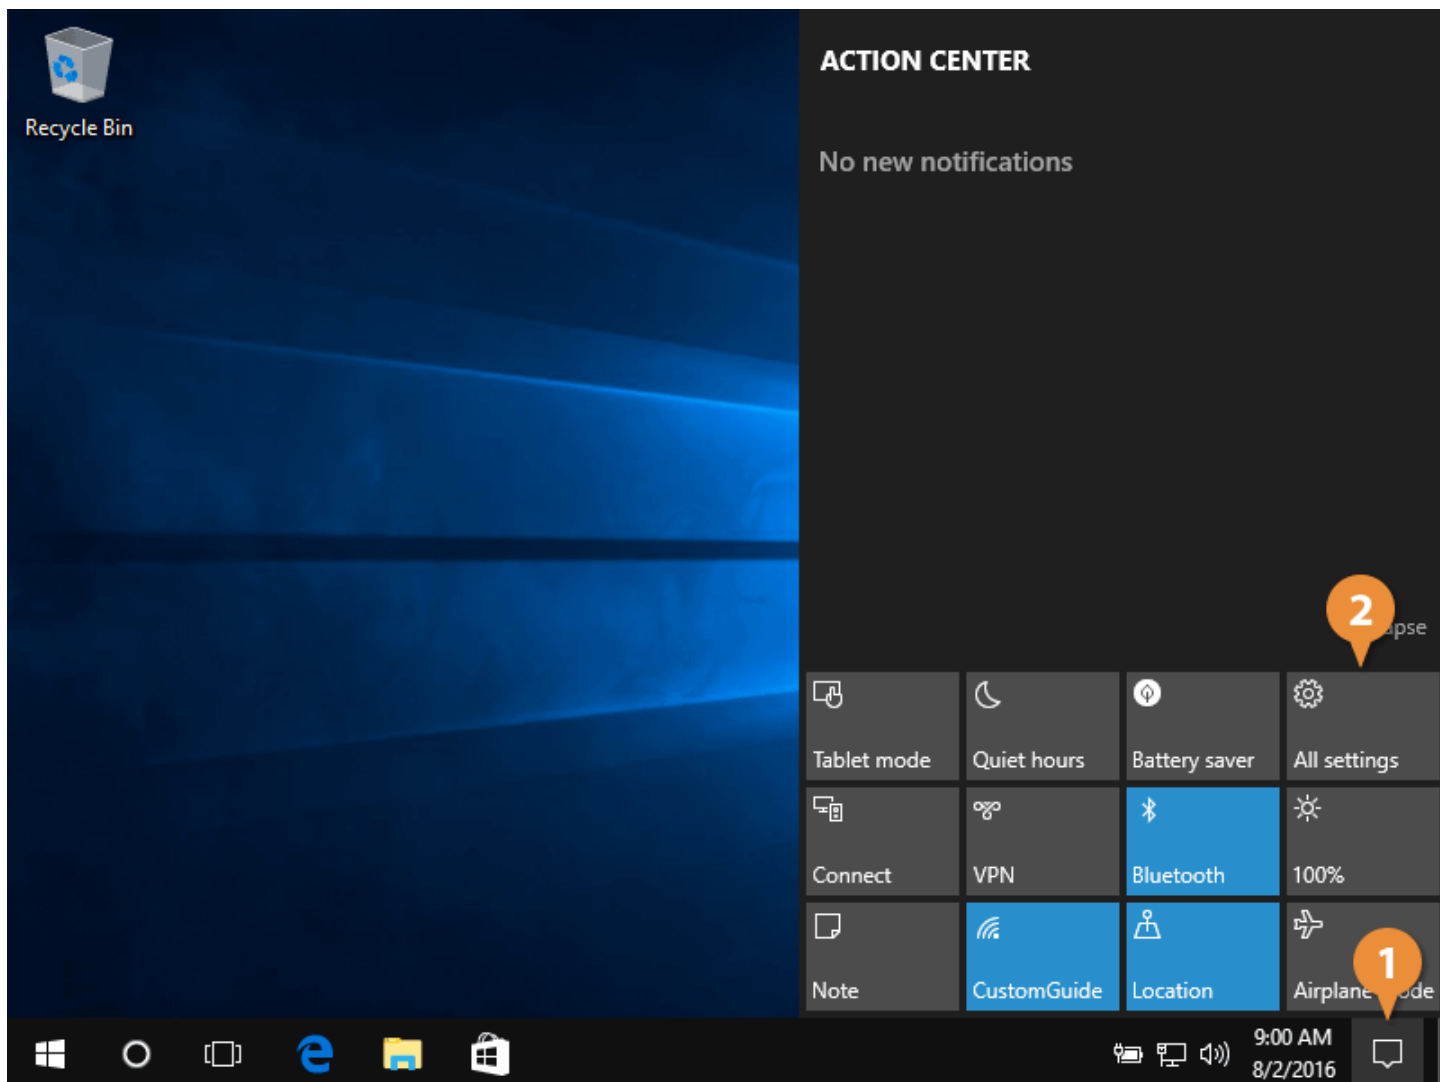 Recycle Bin
ACTION CENTER
No new notifications
2
Tablet mode
Quiet hours
Battery saver
All settings
Connect
VPN
Bluetooth
100%
Note
CustomGuide
Location
Airplane
1
9:00 AM
8/2/2016